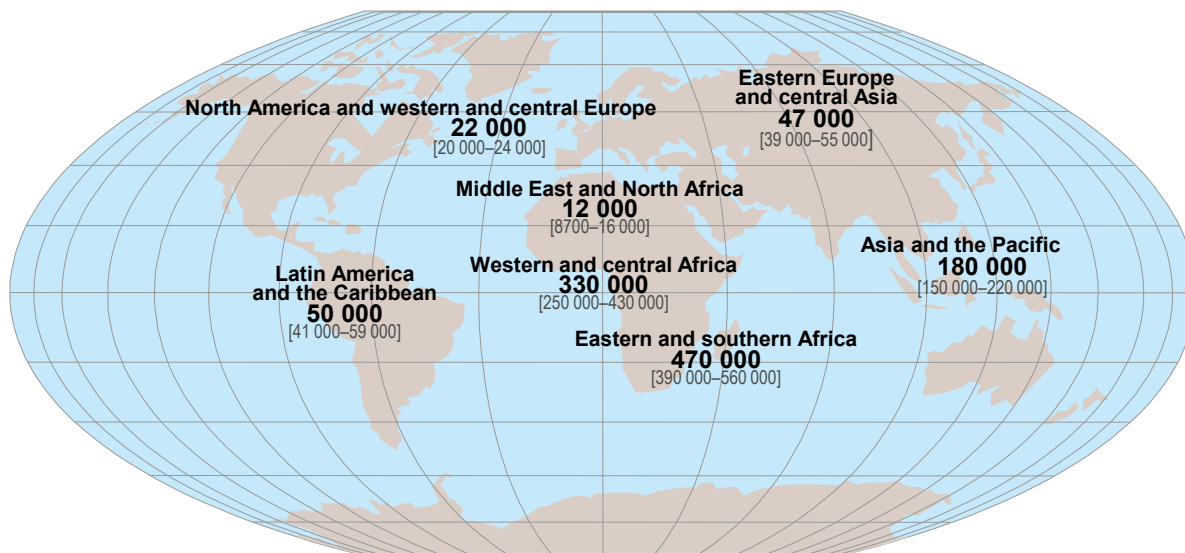 North America and western and central Europe
22 000
[20 000–24 000]
Eastern Europe
and central Asia
47 000
[39 000–55 000]
Middle East and North Africa
12 000
[8700–16 000]
Asia and the Pacific
180 000
[150 000–220 000]
Western and central Africa
330 000
[250 000–430 000]
Latin America
and the Caribbean
50 000
[41 000–59 000]
Eastern and southern Africa
470 000
[390 000–560 000]